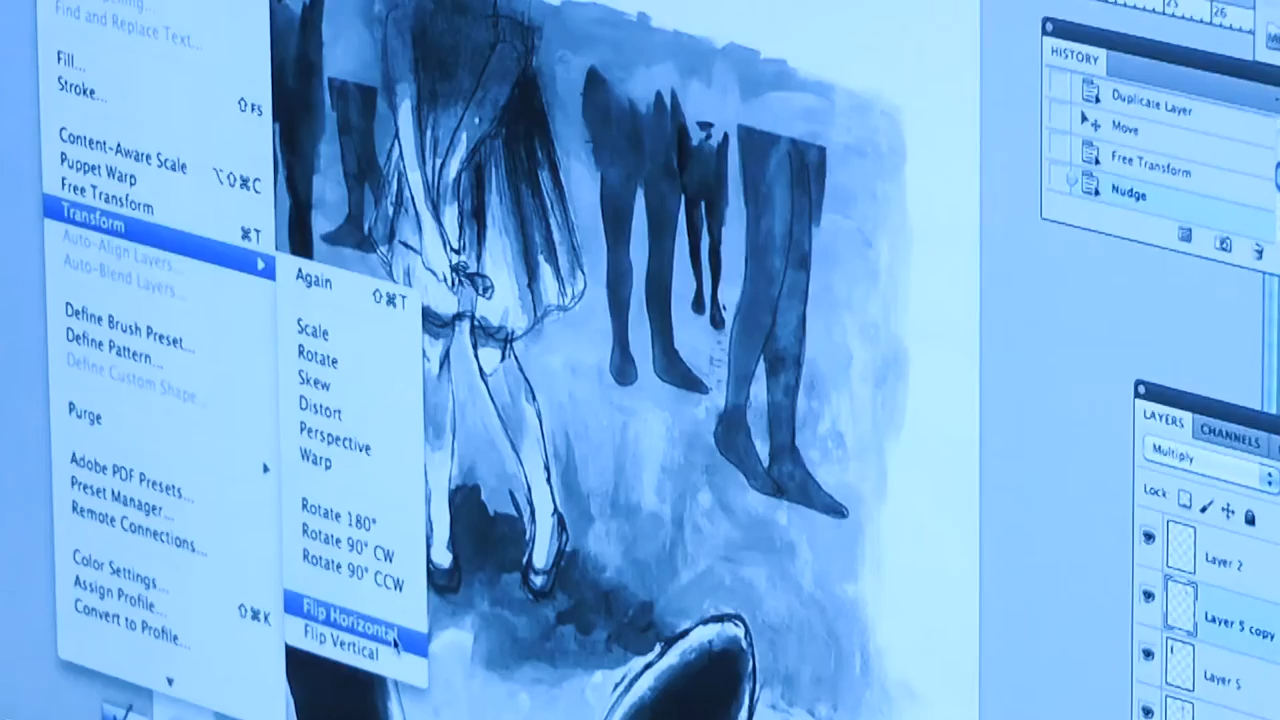 Find and Replace Text...
Fill...
Stroke...
⇧F5
Content-Aware Scale
⌥⇧⌘C
Puppet Warp
Free Transform
⌘T
Transform
Auto-Align Layers...
Auto-Blend Layers...
Define Brush Preset...
Define Pattern...
Define Custom Shape...
Purge
Adobe PDF Presets...
Preset Manager...
Remote Connections...
Color Settings...
⇧⌘K
Assign Profile...
Convert to Profile...
Again
⇧⌘T
Scale
Rotate
Skew
Distort
Perspective
Warp
Rotate 180°
Rotate 90° CW
Rotate 90° CCW
Flip Horizontal
Flip Vertical
25
26
HISTORY
Duplicate Layer
Move
Free Transform
Nudge
LAYERS
CHANNELS
Multiply
Lock:
Layer 2
Layer 5 copy
Layer 5